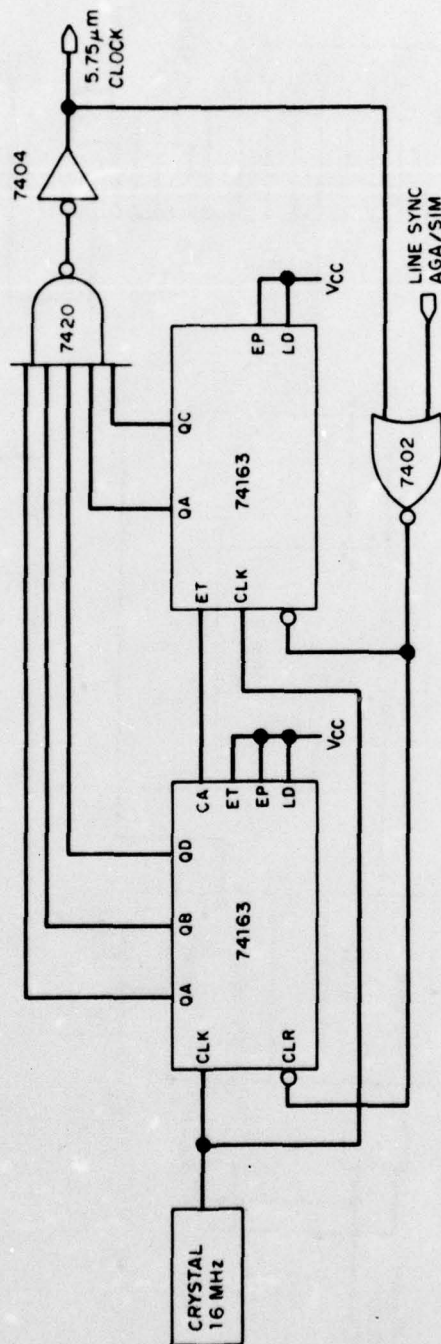 5.75μm
CLOCK
7404
7420
LINE SYNC
AGA/SIM
7402
VCC
EP
LD
QC
QA
74163
ET
CLK
VCC
CA
ET
EP
LD
QD
QB
QA
74163
CLK
CLR
CRYSTAL
16 MHz